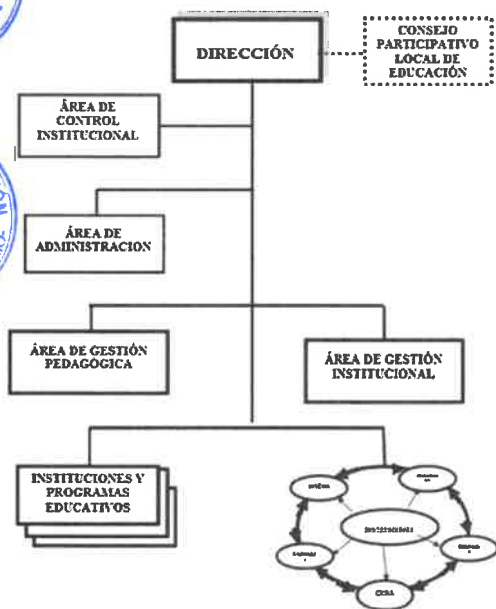 DIRECCIÓN
CONSEJO
PARTICIPATIVO
LOCAL DE
EDUCACIÓN
ÁREA DE
CONTROL
INSTITUCIONAL
ÁREA DE
ADMINISTRACION
ÁREA DE GESTIÓN
PEDAGÓGICA
ÁREA DE GESTIÓN
INSTITUCIONAL
INSTITUCIONES Y
PROGRAMAS
EDUCATIVOS